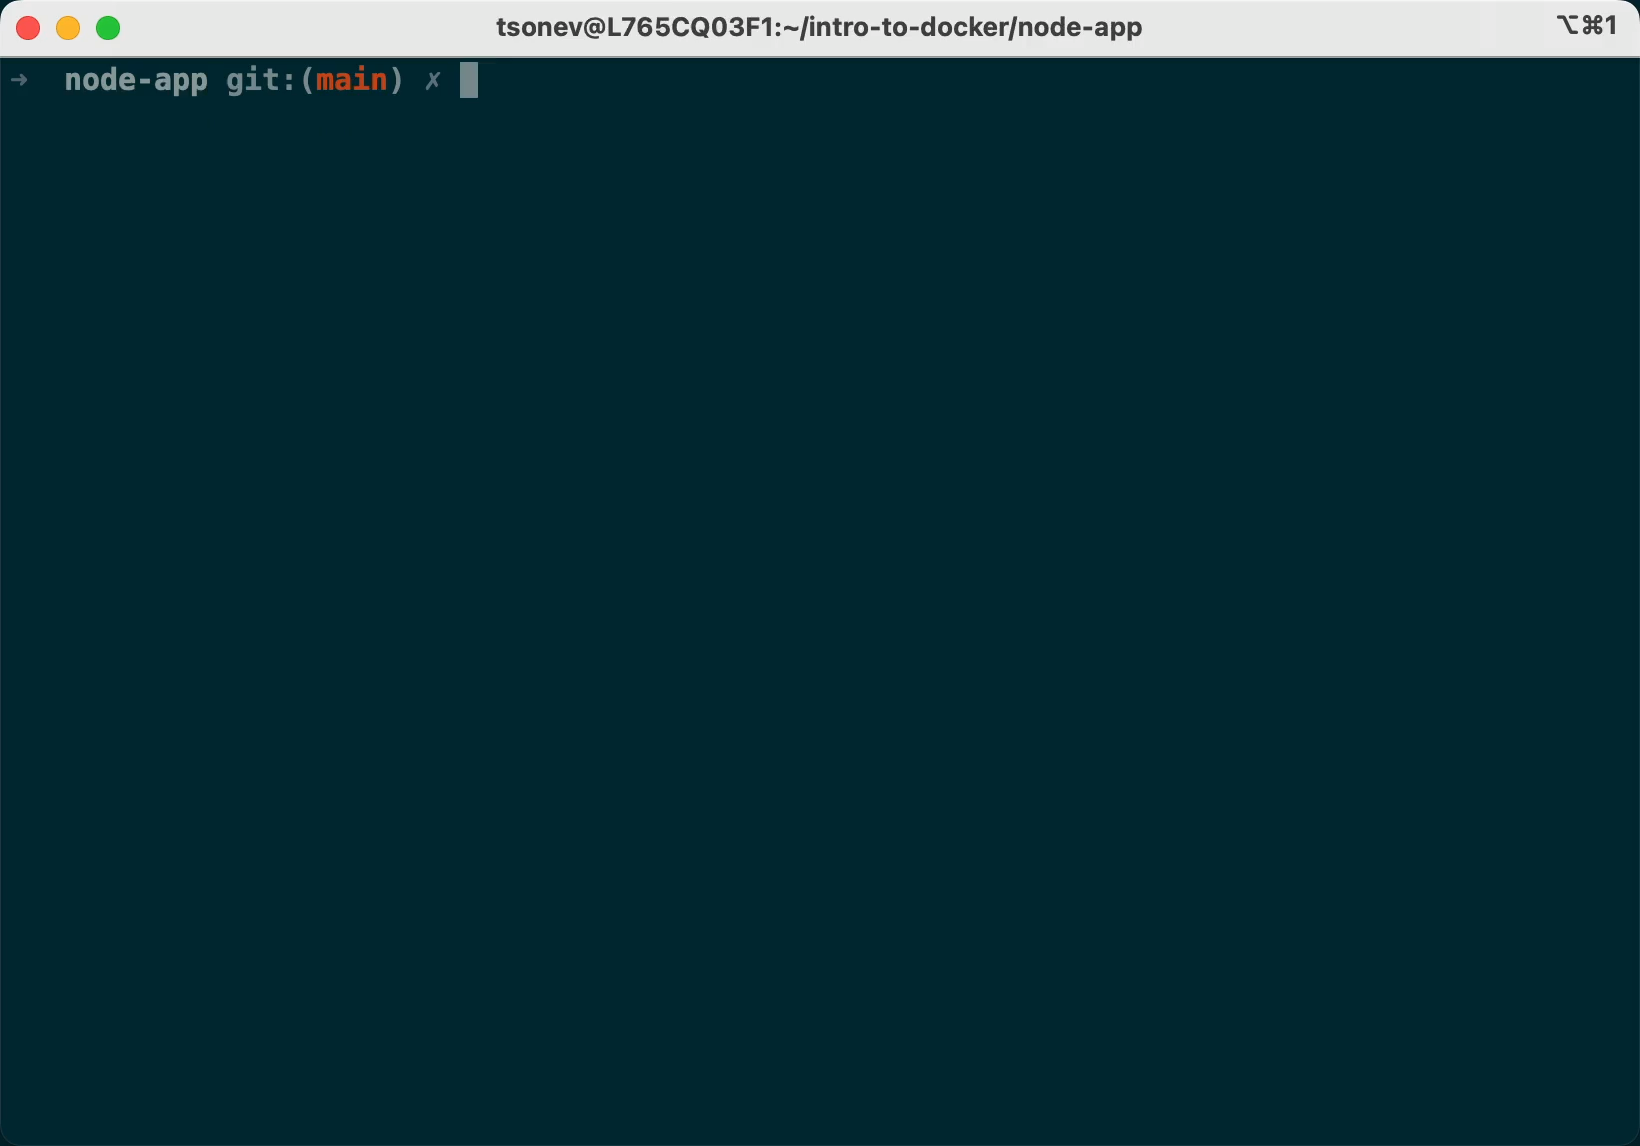 tsonev@L765CQ03F1:~/intro-to-docker/node-app
⌥⌘1
➜  node-app git:(main) ✗